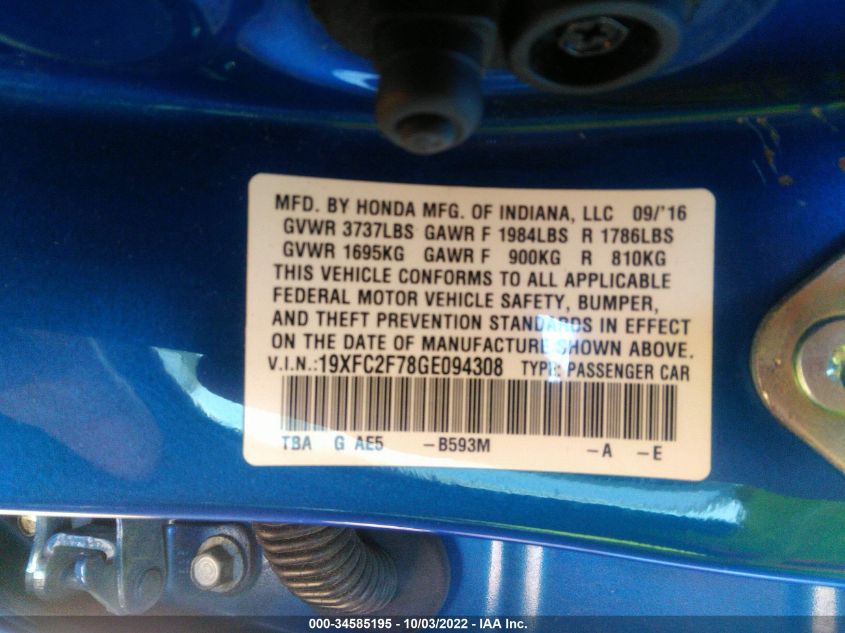 MFD. BY HONDA MFG. OF INDIANA, LLC 09/'16
GVWR 3737LBS GAWR F 1984LBS R 1786LBS
GVWR 1695KG GAWR F 900KG R 810KG
THIS VEHICLE CONFORMS TO ALL APPLICABLE
FEDERAL MOTOR VEHICLE SAFETY, BUMPER,
AND THEFT PREVENTION STANDARDS IN EFFECT
ON THE DATE OF MANUFACTURE SHOWN ABOVE.
V.I.N.:19XFC2F78GE094308 TYPE: PASSENGER CAR
TBA G AE5 -B593M -A -E
000-34585195 - 10/03/2022 - IAA Inc.